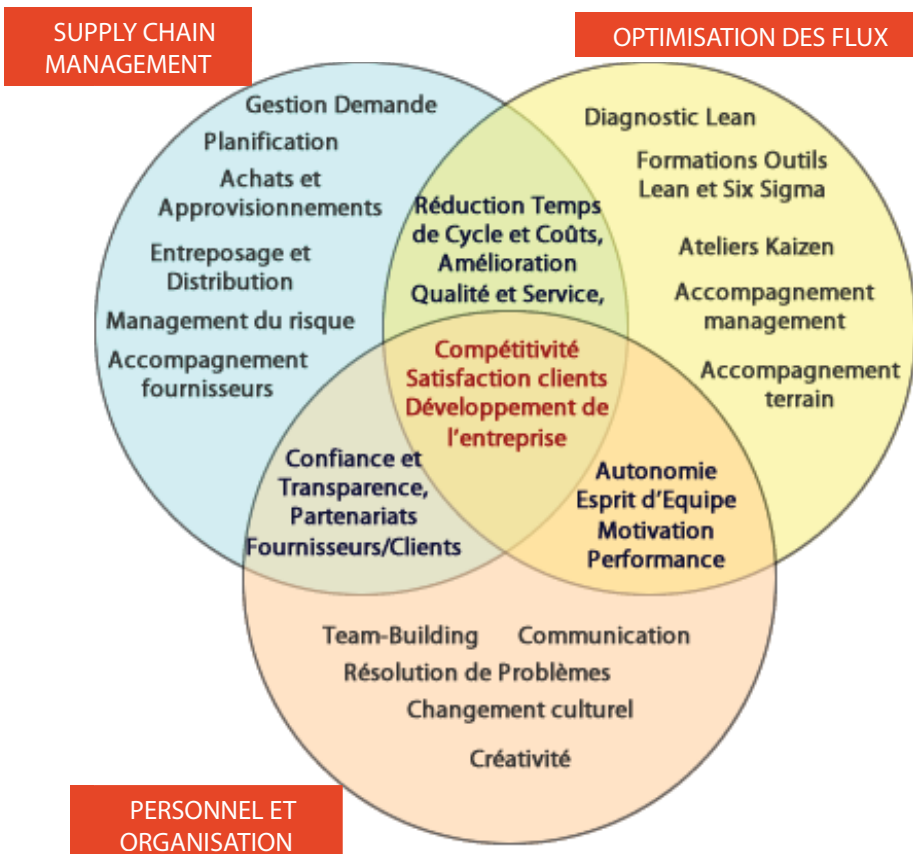 SUPPLY CHAIN
MANAGEMENT
OPTIMISATION DES FLUX
Gestion Demande
Planification
Achats et
Approvisionnements
Entreposage et
Distribution
Management du risque
Accompagnement
fournisseurs
Réduction Temps
de Cycle et Coûts,
Amélioration
Qualité et Service,
Diagnostic Lean
Formations Outils
Lean et Six Sigma
Ateliers Kaizen
Accompagnement
management
Accompagnement
terrain
Compétitivité
Satisfaction clients
Développement de
l'entreprise
Confiance et
Transparence,
Partenariats
Fournisseurs/Clients
Autonomie
Esprit d'Equipe
Motivation
Performance
Team-Building Communication
Résolution de Problèmes
Changement culturel
Créativité
PERSONNEL ET
ORGANISATION